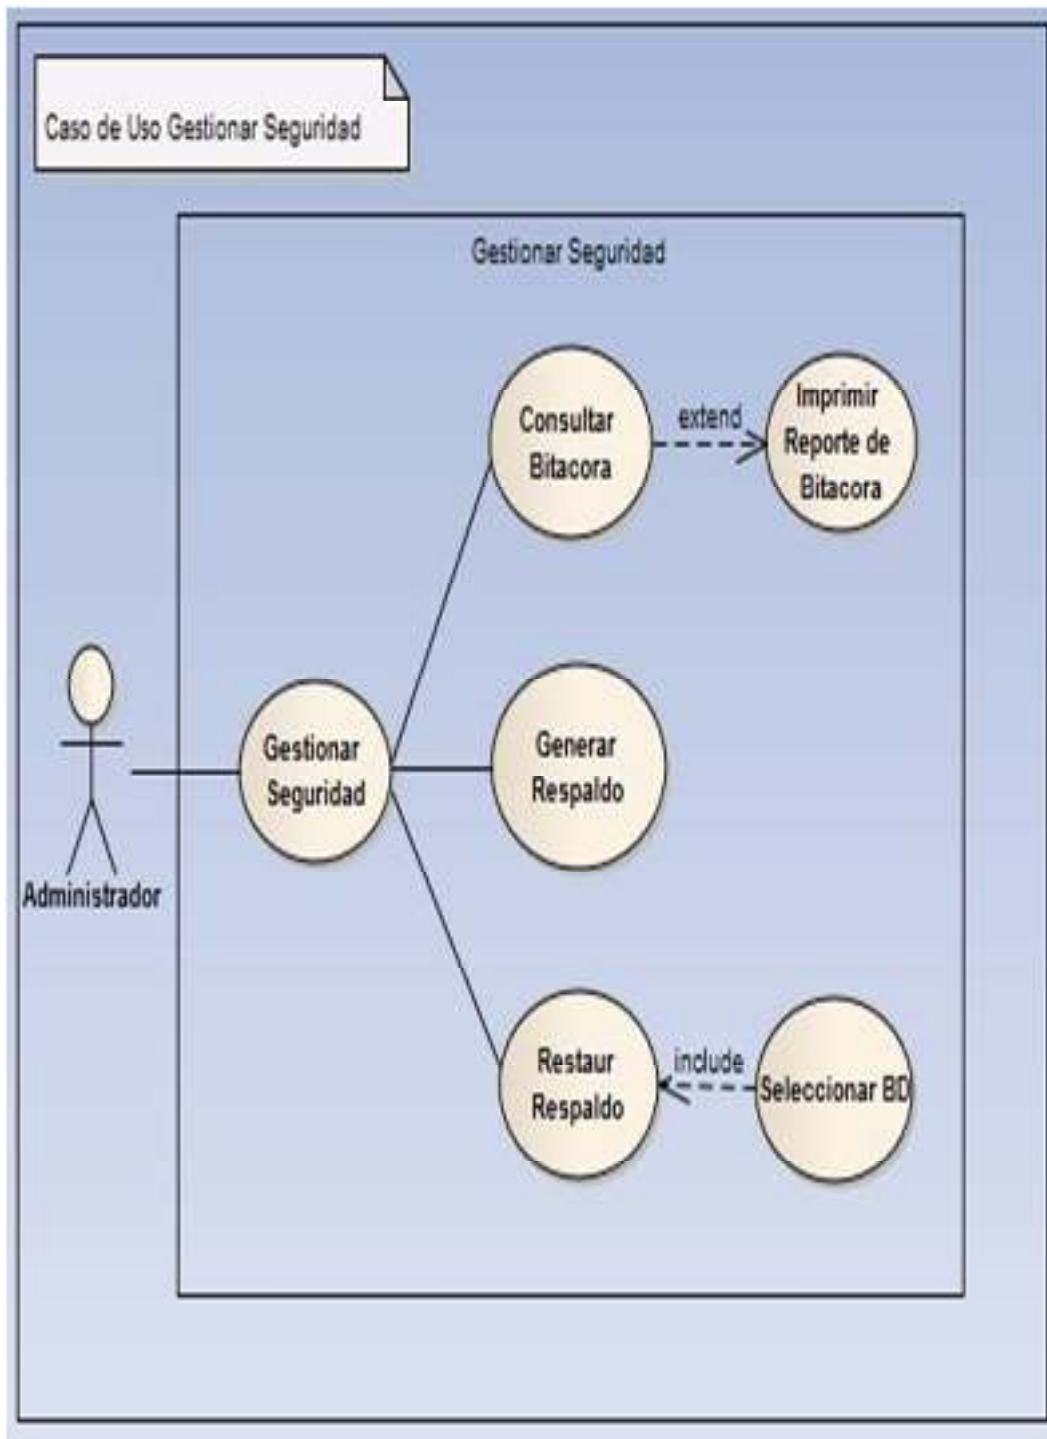 Caso de Uso Gestionar Seguridad
Gestionar Seguridad
Consultar
Bitacora
extend
Imprimir
Reporte de
Bitacora
Gestionar
Seguridad
Generar
Respaldo
Administrador
Restaur
Respaldo
include
Seleccionar BD